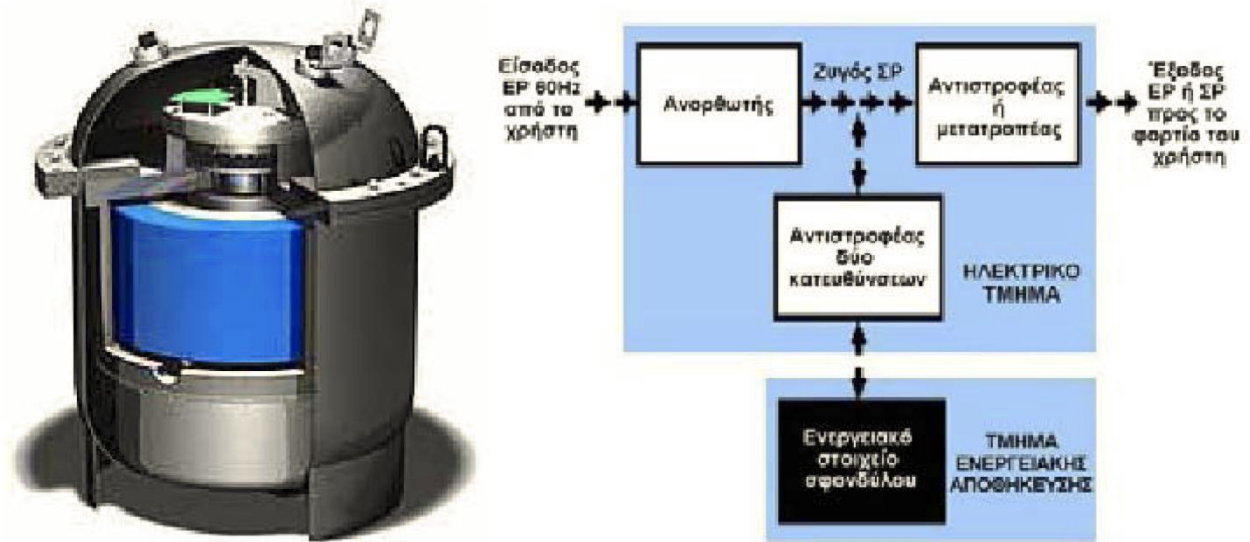 Είσοδος
ΕΡ 60Hz
από το
χρήστη
Ανορθωτής
Ζυγός ΣΡ
Αντιστροφέας
ή
μετατροπέας
Έξοδος
ΕΡ ή ΣΡ
προς το
φορτίο του
χρήστη
Αντιστροφέας
δύο
κατευθύνσεων
ΗΛΕΚΤΡΙΚΟ
ΤΜΗΜΑ
Ενεργειακό
στοιχείο
σφονδύλου
ΤΜΗΜΑ
ΕΝΕΡΓΕΙΑΚΗΣ
ΑΠΟΘΗΚΕΥΣΗΣ